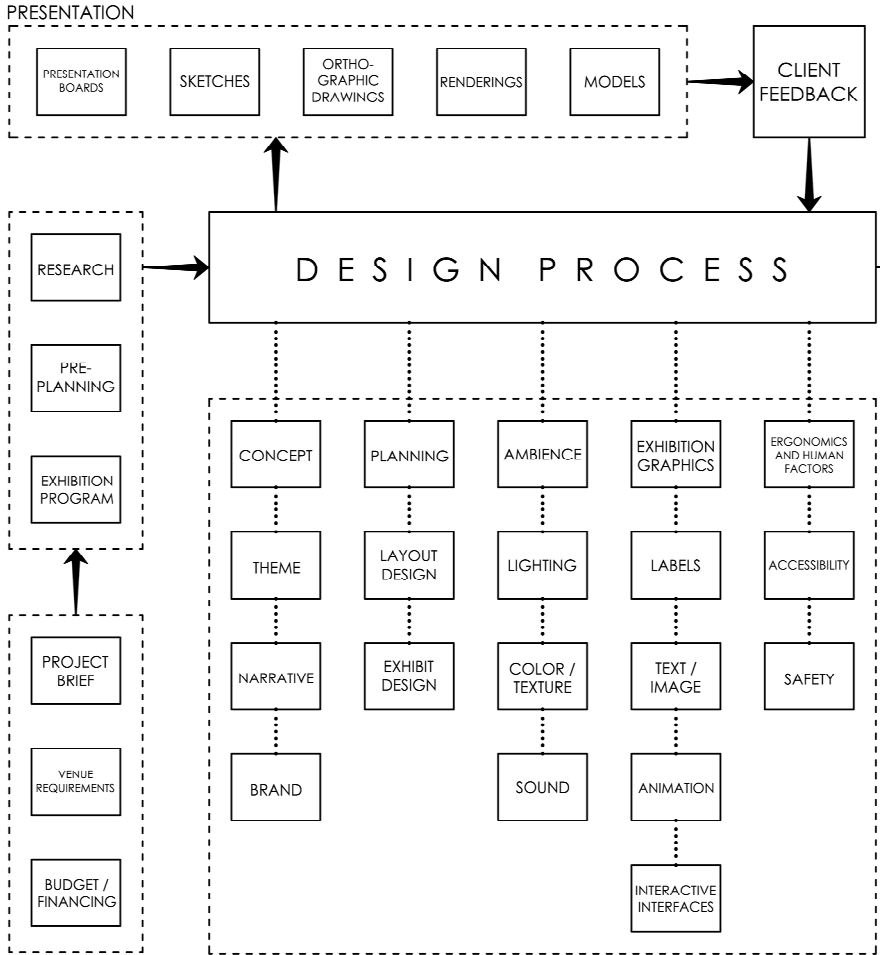 PRESENTATION
PRESENTATION
BOARDS
SKETCHES
ORTHO-
GRAPHIC
DRAWINGS
RENDERINGS
MODELS
CLIENT
FEEDBACK
RESEARCH
PRE-
PLANNING
EXHIBITION
PROGRAM
PROJECT
BRIEF
VENUE
REQUIREMENTS
BUDGET /
FINANCING
DESIGN PROCESS
CONCEPT
THEME
NARRATIVE
BRAND
PLANNING
LAYOUT
DESIGN
EXHIBIT
DESIGN
AMBIENCE
LIGHTING
COLOR /
TEXTURE
SOUND
EXHIBITION
GRAPHICS
LABELS
TEXT /
IMAGE
ANIMATION
INTERACTIVE
INTERFACES
ERGONOMICS
AND HUMAN
FACTORS
ACCESSIBILITY
SAFETY